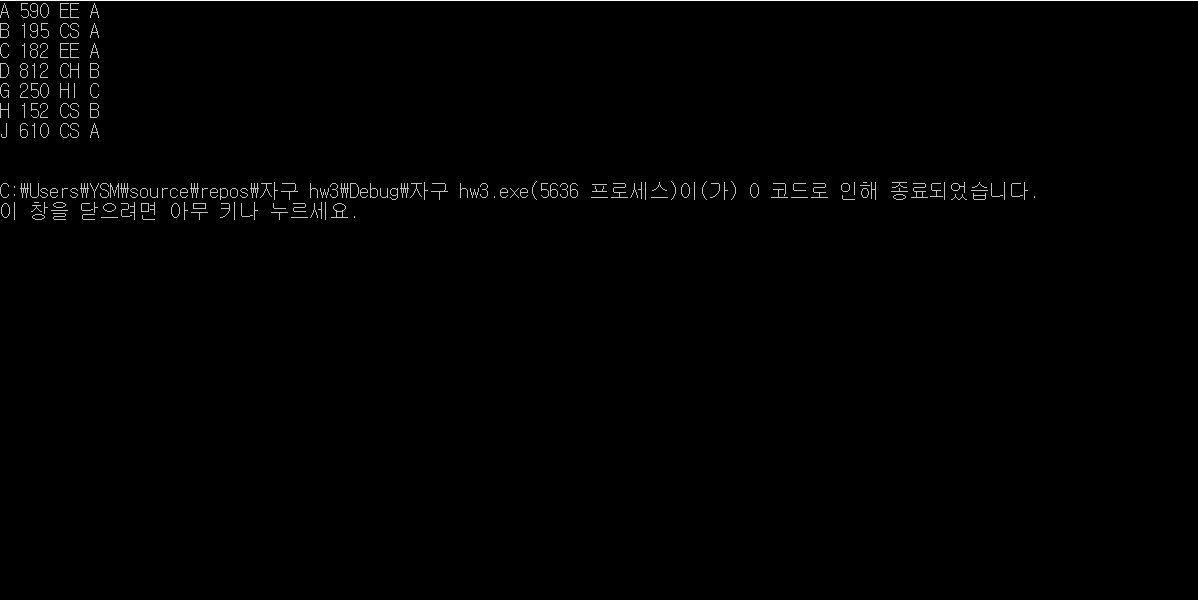 A 590 EE A
B 195 CS A
C 182 EE A
D 812 CH B
G 250 HI C
H 152 CS B
J 610 CS A
C:₩Users₩YSM₩source₩repos₩자구 hw3₩Debug₩자구 hw3.exe(5636 프로세스)이(가) 0 코드로 인해 종료되었습니다.
이 창을 닫으려면 아무 키나 누르세요.